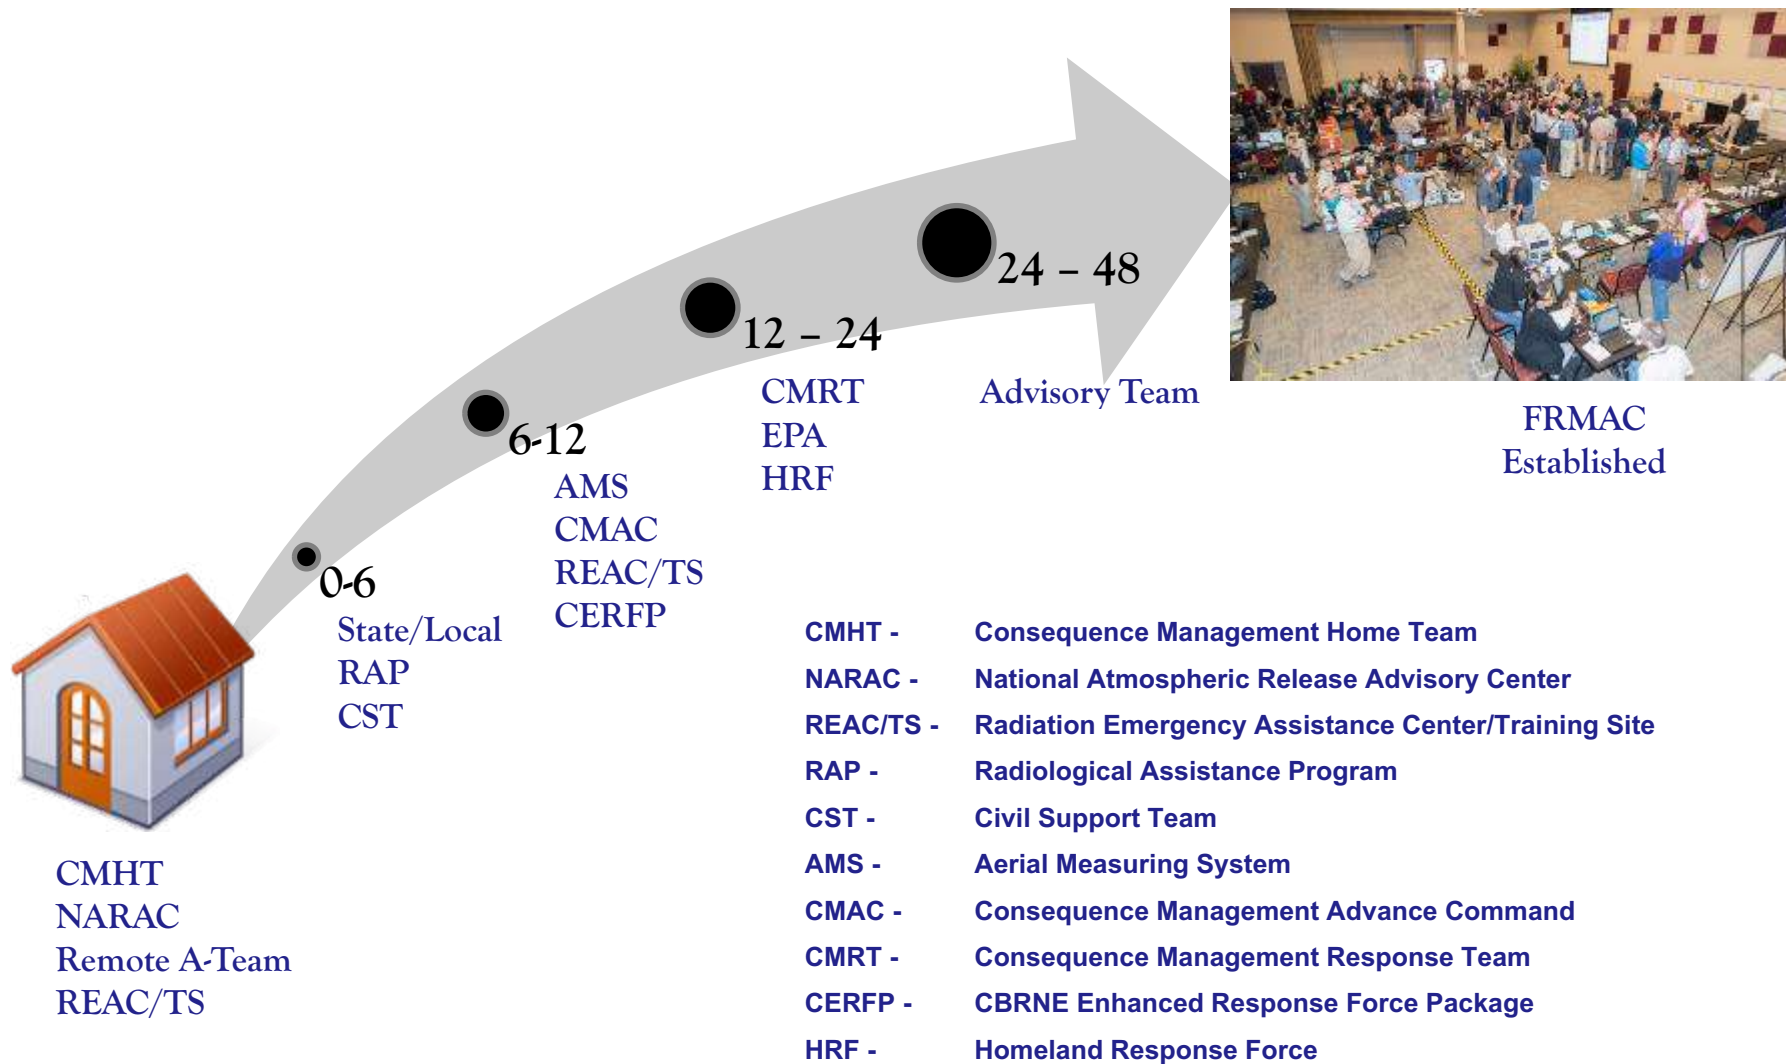 24 – 48
12 – 24
CMRT
EPA
HRF
Advisory Team
FRMAC
Established
6-12
AMS
CMAC
REAC/TS
CERFP
0-6
State/Local
RAP
CST
CMHT
NARAC
Remote A-Team
REAC/TS
CMHT - Consequence Management Home Team
NARAC - National Atmospheric Release Advisory Center
REAC/TS - Radiation Emergency Assistance Center/Training Site
RAP - Radiological Assistance Program
CST - Civil Support Team
AMS - Aerial Measuring System
CMAC - Consequence Management Advance Command
CMRT - Consequence Management Response Team
CERFP - CBRNE Enhanced Response Force Package
HRF - Homeland Response Force